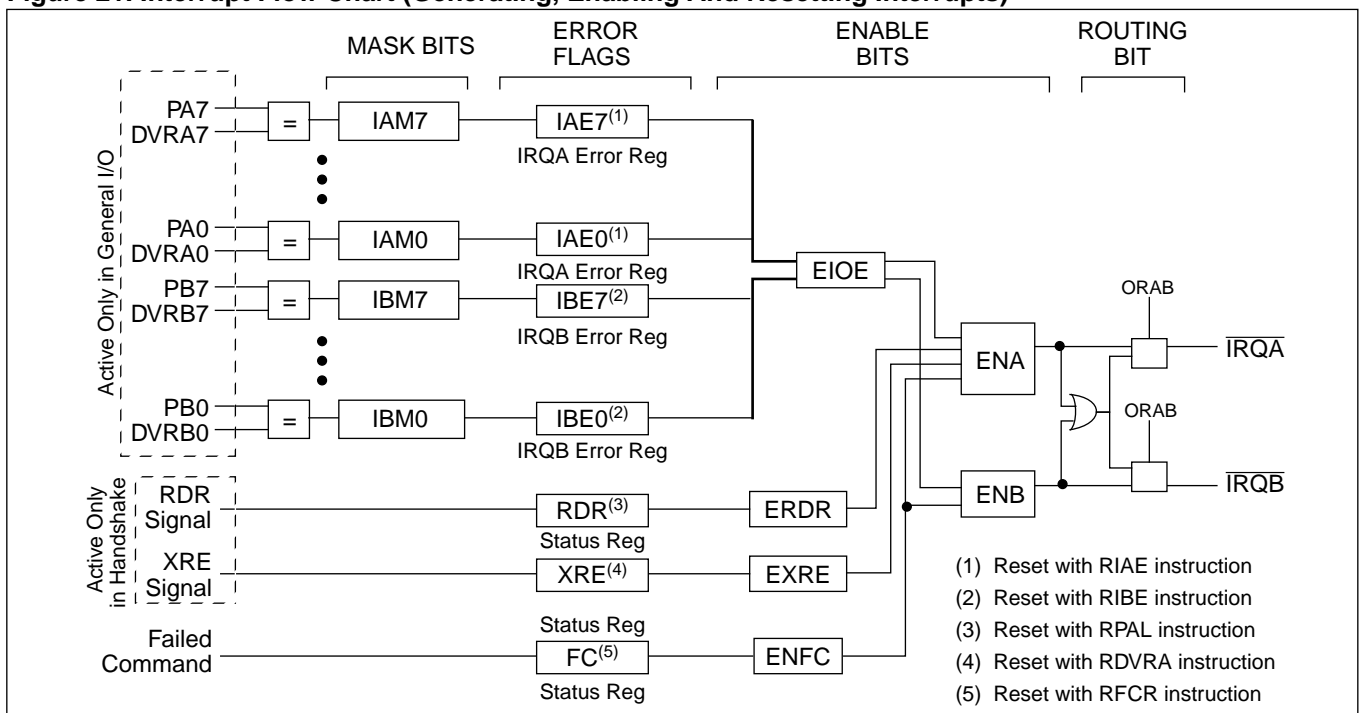 Figure 21. Interrupt Flow Chart (Generating, Enabling And Resetting Interrupts)
MASK BITS
ERROR
FLAGS
ENABLE
BITS
ROUTING
BIT
Active Only in General I/O
PA7
DVRA7
=
IAM7
IAE7(1)
IRQA Error Reg
PA0
DVRA0
=
IAM0
IAE0(1)
IRQA Error Reg
PB7
DVRB7
=
IBM7
IBE7(2)
IRQB Error Reg
PB0
DVRB0
=
IBM0
IBE0(2)
IRQB Error Reg
EIOE
ENA
ENB
ORAB
IRQA
ORAB
IRQB
Active Only
in Handshake
RDR
Signal
RDR(3)
Status Reg
ERDR
XRE
Signal
XRE(4)
Status Reg
EXRE
Failed
Command
FC(5)
Status Reg
ENFC
(1) Reset with RIAE instruction
(2) Reset with RIBE instruction
(3) Reset with RPAL instruction
(4) Reset with RDVRA instruction
(5) Reset with RFCR instruction